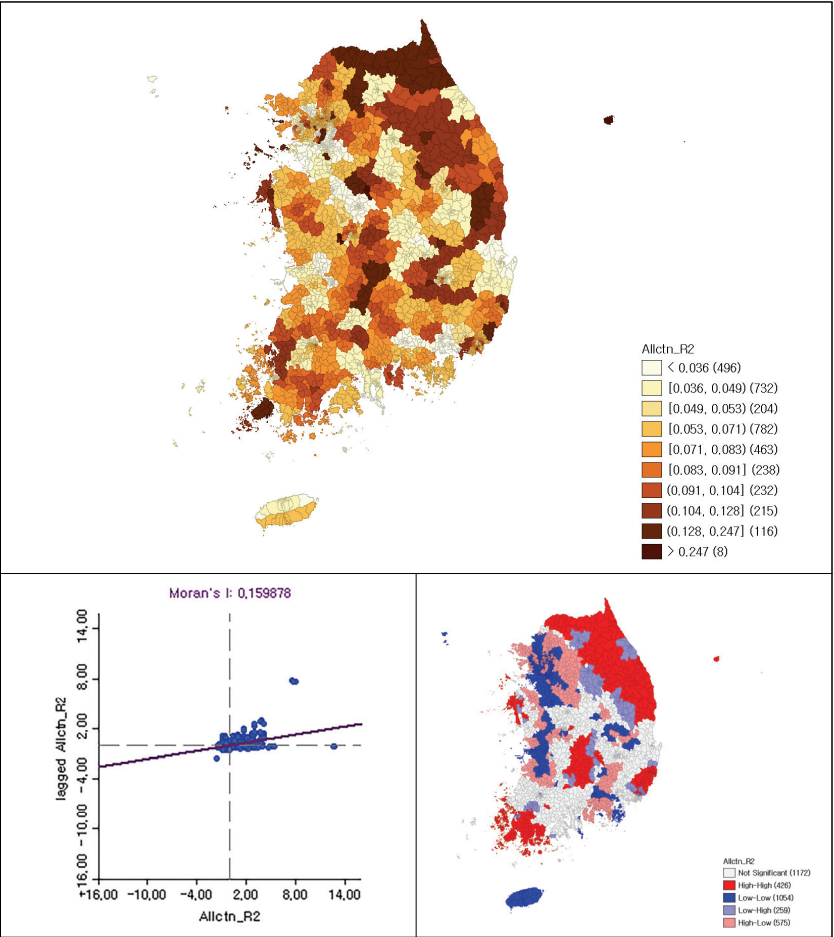 Allctn_R2
< 0.036 (496)
[0.036, 0.049) (732)
[0.049, 0.053) (204)
[0.053, 0.071) (782)
[0.071, 0.083) (463)
[0.083, 0.091] (238)
(0.091, 0.104] (232)
(0.104, 0.128] (215)
(0.128, 0.247] (116)
> 0.247 (8)
Moran's I: 0,159878
lagged Allctn_R2
14,00
8,00
2,00
-4,00
-10,00
-16,00
-16,00
-10,00
-4,00
2,00
8,00
14,00
Allctn_R2
Allctn_R2
Not Significant (1172)
High-High (426)
Low-Low (1054)
Low-High (259)
High-Low (575)